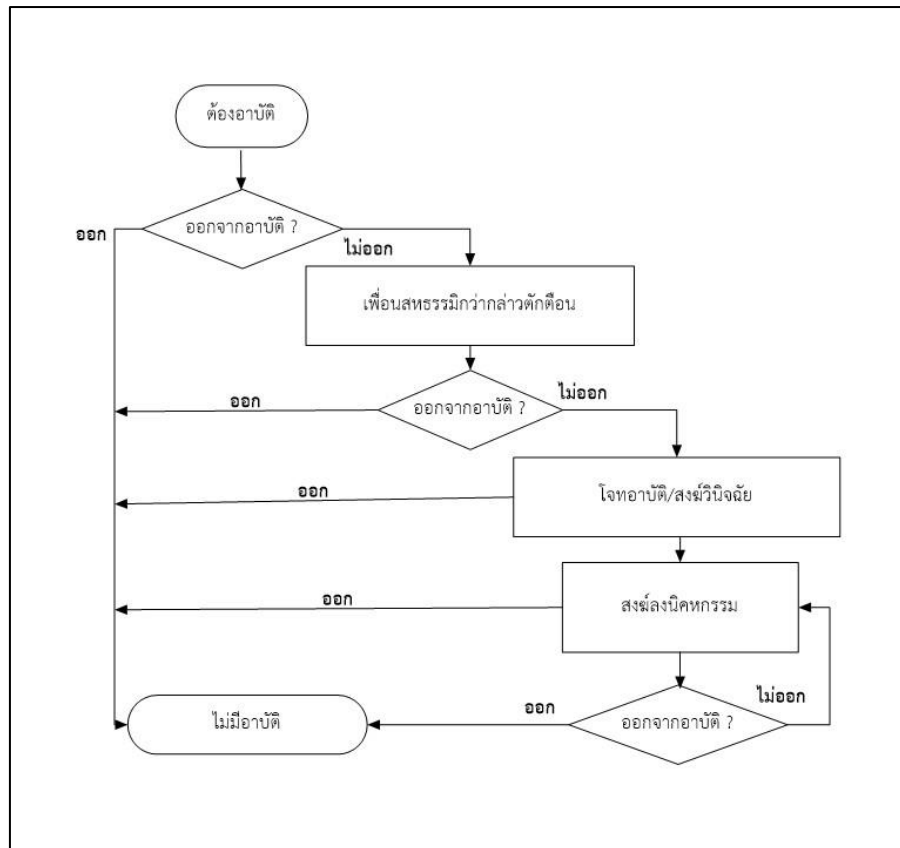 ต้องอาบัติ
ออกจากอาบัติ ?
ออก
ไม่ออก
เพื่อนสหธรรมิกว่ากล่าวตักตือน
ออก
ออกจากอาบัติ ?
ไม่ออก
โจทอาบัติ/สงฆ์วินิจฉัย
ออก
สงฆ์ลงนิคหกรรม
ออก
ไม่มีอาบัติ
ออก
ออกจากอาบัติ ?
ไม่ออก